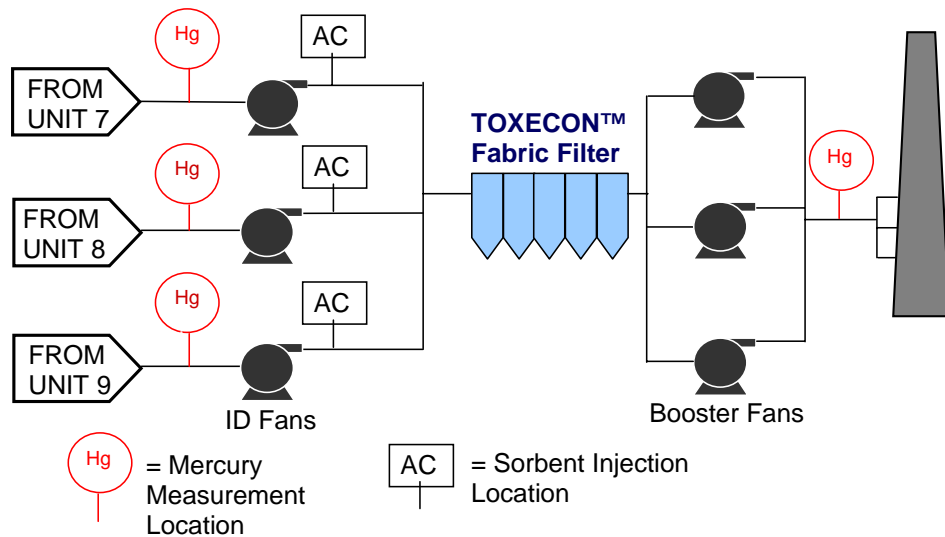 Hg
AC
FROM
UNIT 7
TOXECON™
Fabric Filter
Hg
AC
FROM
UNIT 8
Hg
Hg
AC
FROM
UNIT 9
ID Fans
Booster Fans
Hg
= Mercury
Measurement
Location
AC
= Sorbent Injection
Location